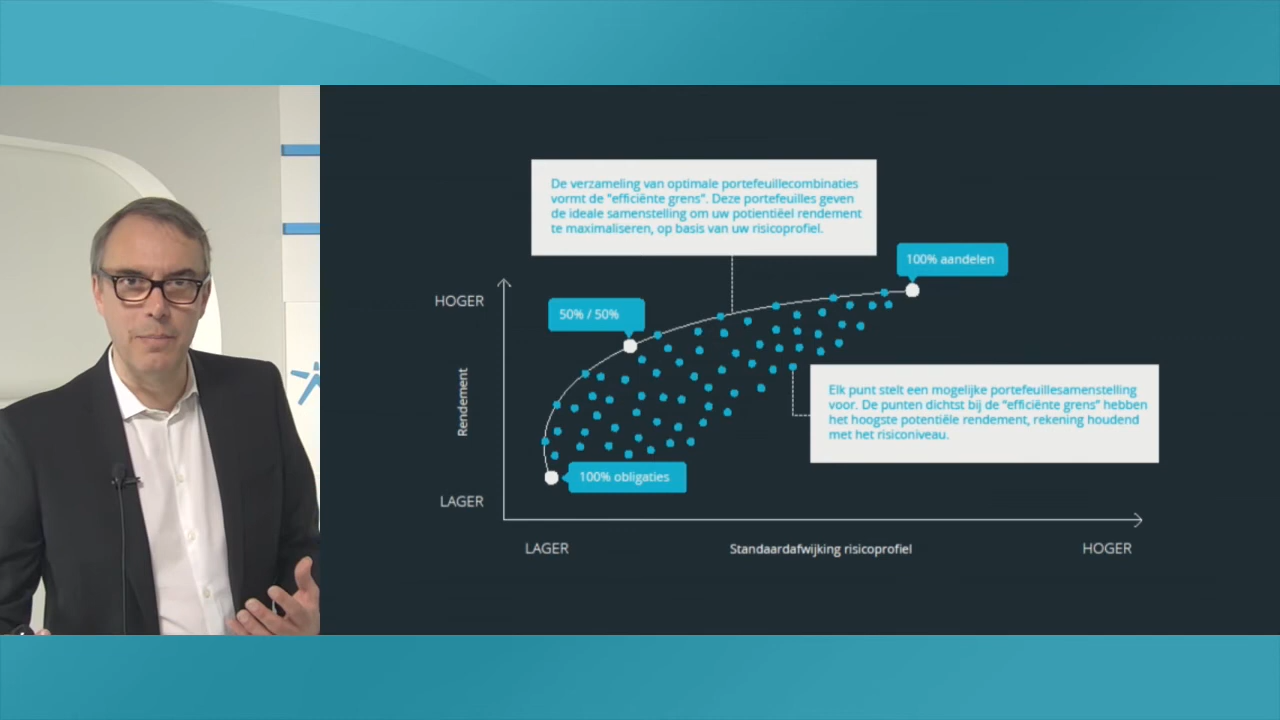 De verzameling van optimale portefeuillecombinaties
vormt de "efficiënte grens". Deze portefeuilles geven
de ideale samenstelling om uw potientiëel rendement
te maximaliseren, op basis van uw risicoprofiel.
100% aandelen
HOGER
50% / 50%
Rendement
Elk punt stelt een mogelijke portefeuillesamenstelling
voor. De punten dichtst bij de "efficiënte grens" hebben
het hoogste potentiële rendement, rekening houdend
met het risiconiveau.
100% obligaties
LAGER
LAGER
Standaardafwijking risicoprofiel
HOGER